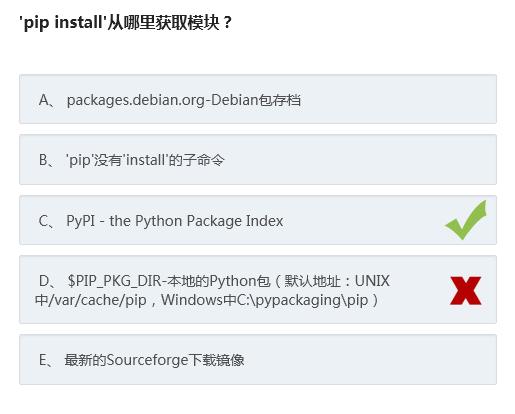 'pip install'从哪里获取模块？
A、 packages.debian.org-Debian包存档
B、 'pip'没有'install'的子命令
C、 PyPI - the Python Package Index
D、 $PIP_PKG_DIR-本地的Python包（默认地址：UNIX
中/var/cache/pip，Windows中C:\pypackaging\pip）
E、 最新的Sourceforge下载镜像